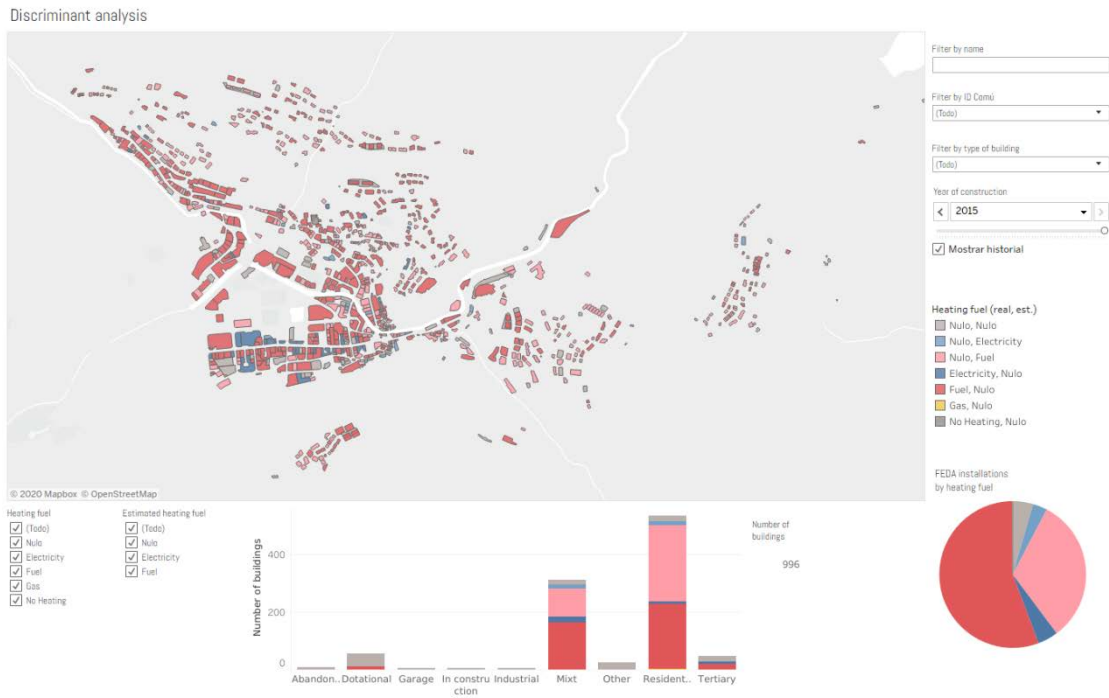 Discriminant analysis
Filter by name
Filter by ID Comú
(Todo)
Filter by type of building
(Todo)
Year of construction
2015
Mostrar historial
Heating fuel (real, est.)
Nulo, Nulo
Nulo, Electricity
Nulo, Fuel
Electricity, Nulo
Fuel, Nulo
Gas, Nulo
No Heating, Nulo
© 2020 Mapbox © OpenStreetMap
Heating fuel
(Todo)
Nulo
Electricity
Fuel
Gas
No Heating
Estimated heating fuel
(Todo)
Nulo
Electricity
Fuel
Number of buildings
400
200
0
Abandon..
Dotational
Garage
In constru
ction
Industrial
Mixt
Other
Resident..
Tertiary
Number of
buildings
996
FEDA installations
by heating fuel